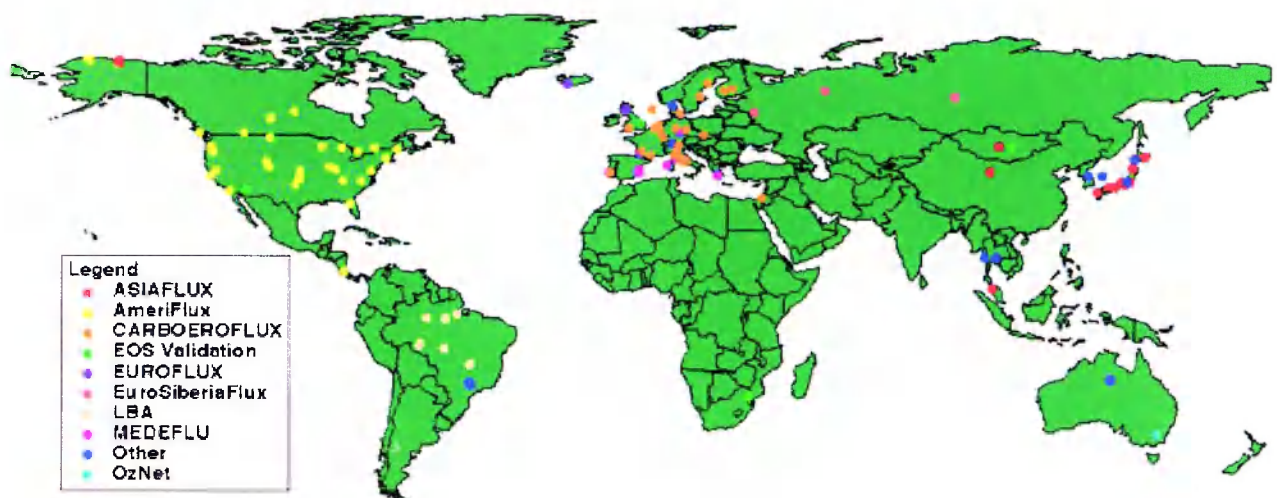 Legend
ASIAFLUX
AmeriFlux
CARBOEROFLUX
EOS Validation
EUROFLUX
EuroSiberiaFlux
LBA
MEDEFLU
Other
OzNet